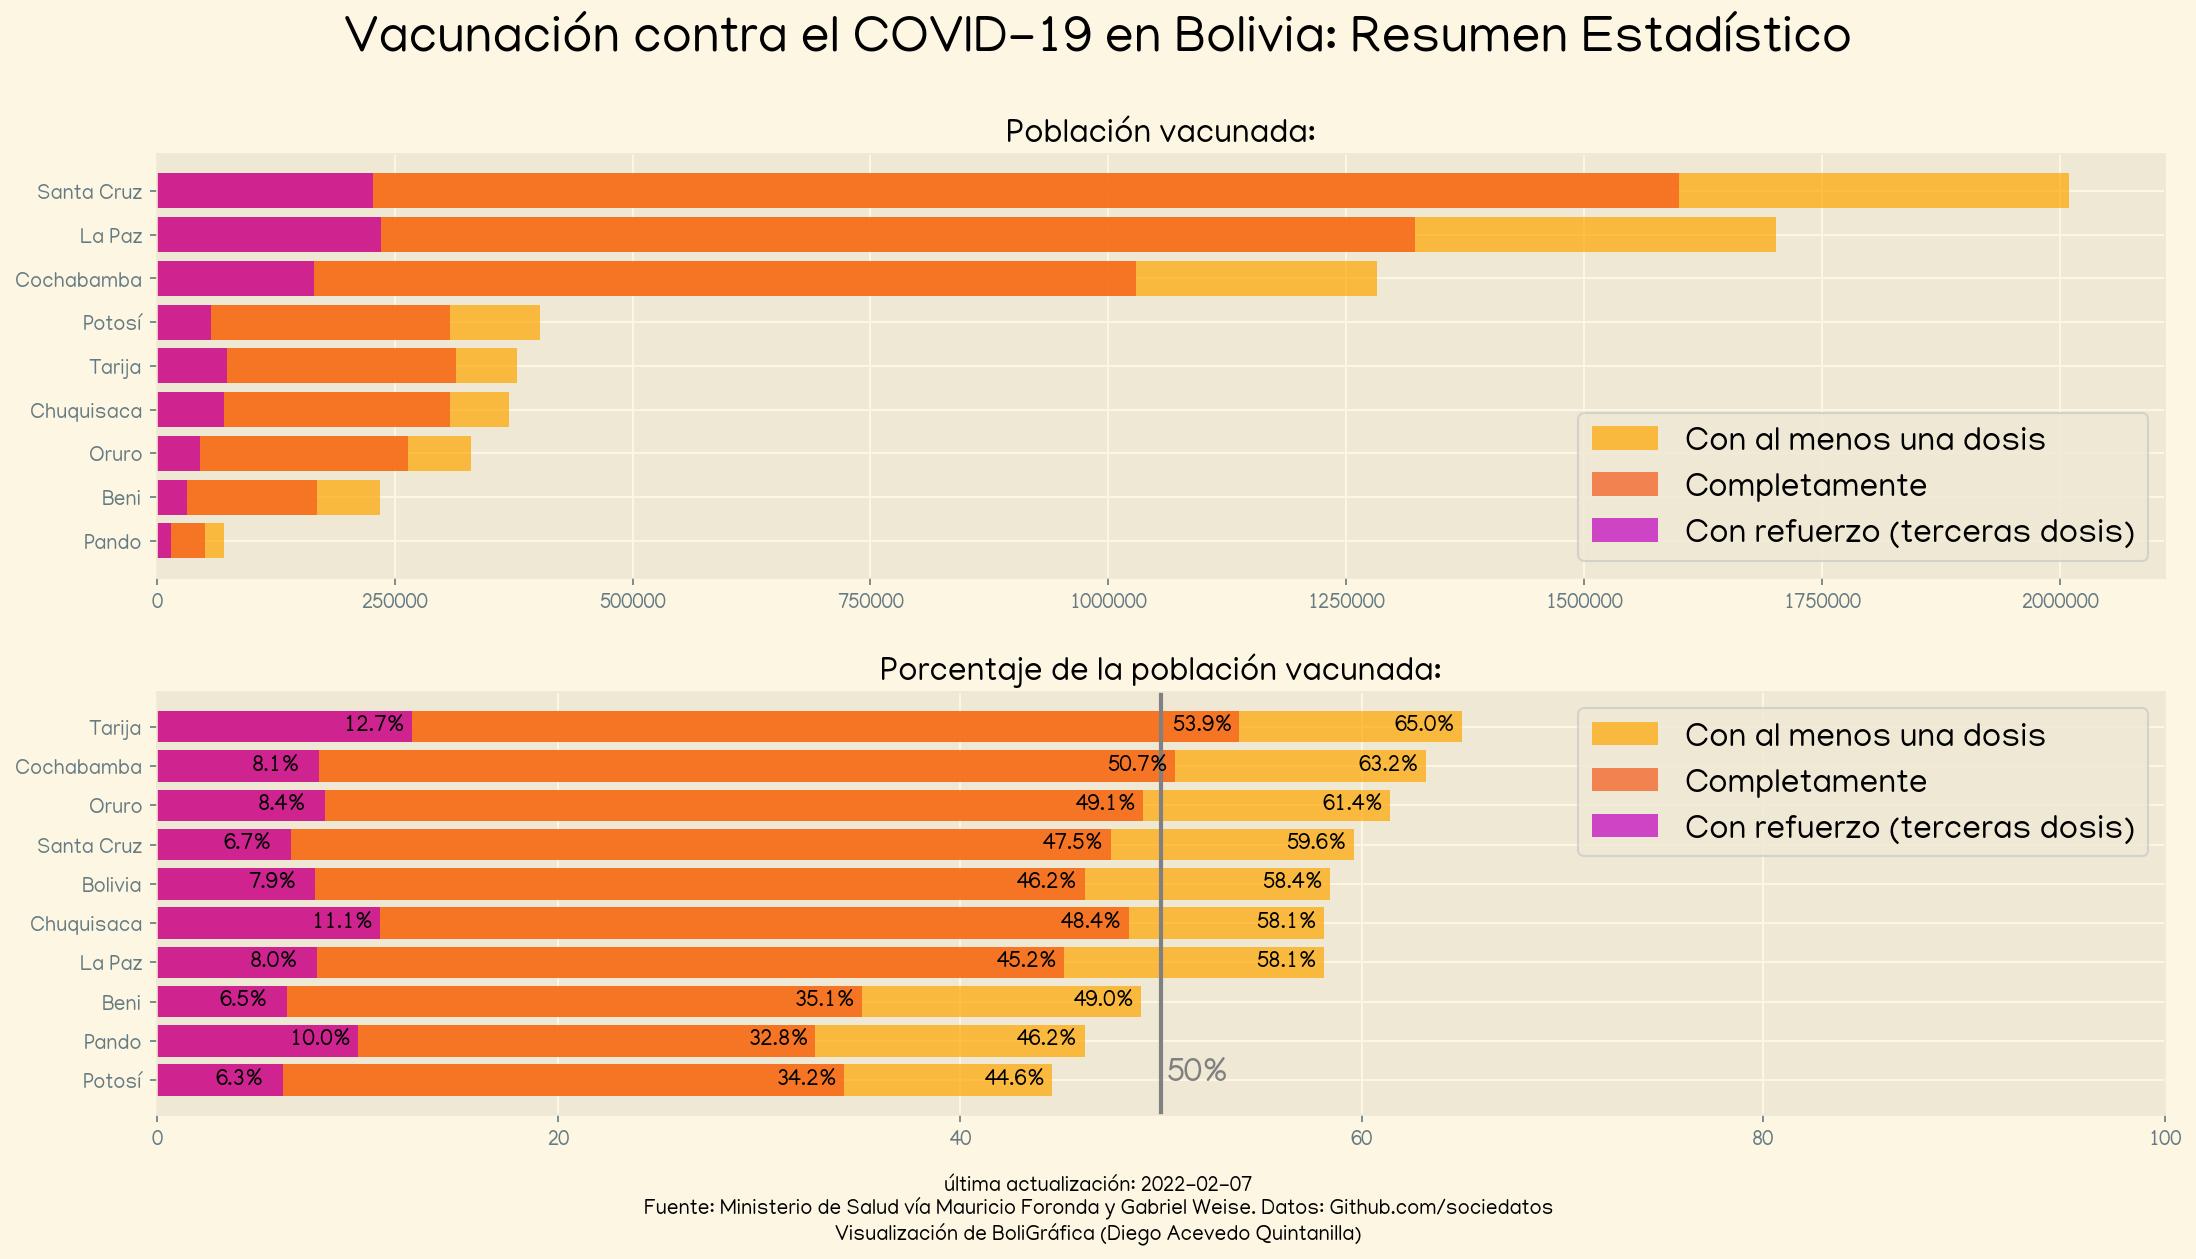 Vacunación contra el COVID-19 en Bolivia: Resumen Estadístico
Población vacunada:
Santa Cruz
La Paz
Cochabamba
Potosí
Tarija
Chuquisaca
Oruro
Beni
Pando
Con al menos una dosis
Completamente
Con refuerzo (terceras dosis)
0 250000 500000 750000 1000000 1250000 1500000 1750000 2000000
Porcentaje de la población vacunada:
Tarija 12.7% 53.9% 65.0%
Cochabamba 8.1% 50.7% 63.2%
Oruro 8.4% 49.1% 61.4%
Santa Cruz 6.7% 47.5% 59.6%
Bolivia 7.9% 46.2% 58.4%
Chuquisaca 11.1% 48.4% 58.1%
La Paz 8.0% 45.2% 58.1%
Beni 6.5% 35.1% 49.0%
Pando 10.0% 32.8% 46.2%
Potosí 6.3% 34.2% 44.6%
50%
Con al menos una dosis
Completamente
Con refuerzo (terceras dosis)
0 20 40 60 80 100
última actualización: 2022-02-07
Fuente: Ministerio de Salud vía Mauricio Foronda y Gabriel Weise. Datos: Github.com/sociedatos
Visualización de BoliGráfica (Diego Acevedo Quintanilla)